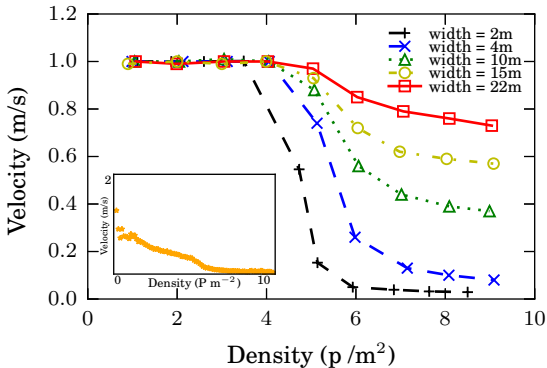 1.2
1.0
0.8
0.6
0.4
0.2
0.0
Velocity (m/s)
width = 2m
width = 4m
width = 10m
width = 15m
width = 22m
2
Velocity (m/s)
0
10
Density (P m⁻²)
0
2
4
6
8
10
Density (p /m²)